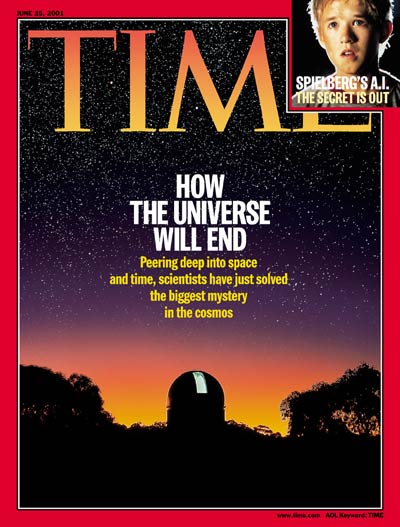 JUNE 25, 2001
TIME
SPIELBERG'S A.I.
THE SECRET IS OUT
HOW
THE UNIVERSE
WILL END
Peering deep into space
and time, scientists have just solved
the biggest mystery
in the cosmos
www.time.com AOL Keyword: TIME